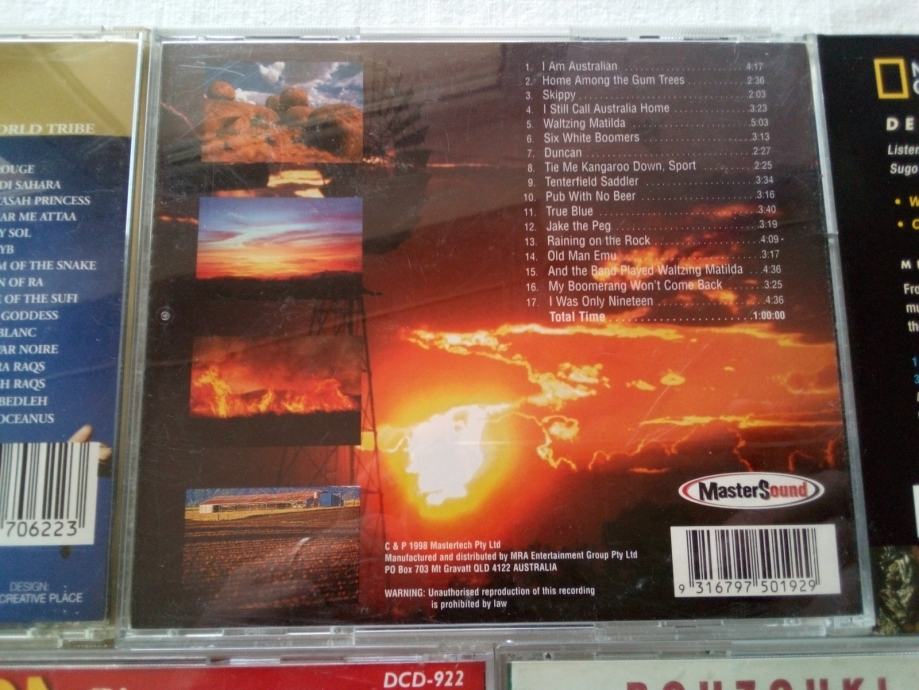 ORLD TRIBE
OUGE
DI SAHARA
ASAH PRINCESS
AR ME ATTAA
Y SOL
YB
M OF THE SNAKE
N OF RA
E OF THE SUFI
GODDESS
BLANC
AR NOIRE
RA RAQS
H RAQS
BEDLEH
OCEANUS
706223
DESIGN:
CREATIVE PLACE
1. I Am Australian 4:17
2. Home Among the Gum Trees 2:36
3. Skippy 2:03
4. I Still Call Australia Home 3:23
5. Waltzing Matilda 5:03
6. Six White Boomers 3:13
7. Duncan 2:27
8. Tie Me Kangaroo Down, Sport 2:25
9. Tenterfield Saddler 3:34
10. Pub With No Beer 3:16
11. True Blue 3:40
12. Jake the Peg 3:19
13. Raining on the Rock 4:09
14. Old Man Emu 3:17
15. And the Band Played Waltzing Matilda 4:36
16. My Boomerang Won't Come Back 3:25
17. I Was Only Nineteen 4:36
Total Time 1:00:00
MasterSound
C & P 1998 Mastertech Pty Ltd
Manufactured and distributed by MRA Entertainment Group Pty Ltd
PO Box 703 Mt Gravatt QLD 4122 AUSTRALIA
WARNING: Unauthorised reproduction of this recording
is prohibited by law
9 316797 501929
DE
Listen
Sugo
Fro
mu
th
DCD-922
BOUZOUKI